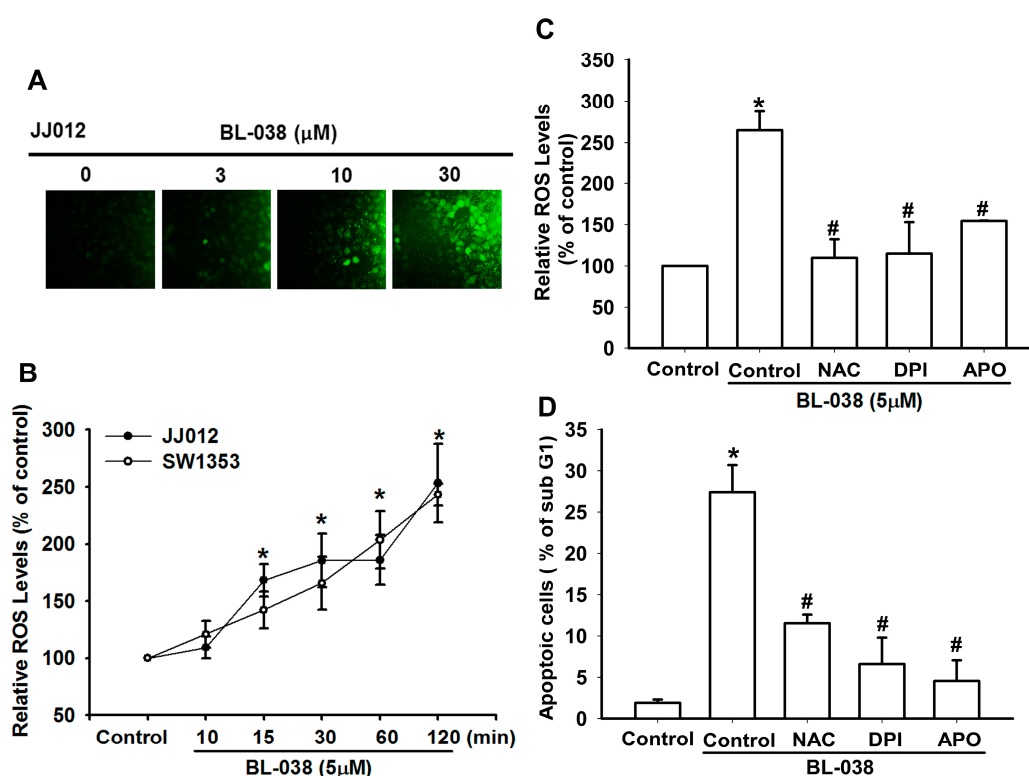 A
JJ012 BL-038 (μM)
0 3 10 30
B
Relative ROS Levels (% of control)
300
250
200
150
100
50
JJ012
SW1353
* * * *
Control 10 15 30 60 120 (min)
BL-038 (5μM)
C
Relative ROS Levels
(% of control)
350
300
250
200
150
100
50
0
* # # #
Control Control NAC DPI APO
BL-038 (5μM)
D
Apoptoic cells ( % of sub G1)
35
30
25
20
15
10
5
0
* # # #
Control Control NAC DPI APO
BL-038